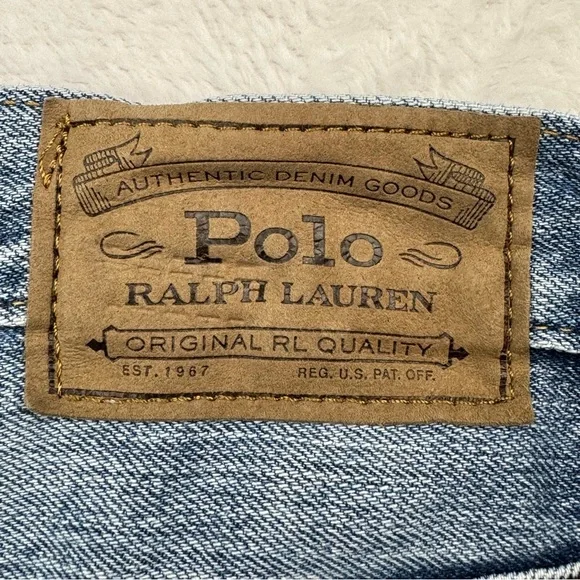 AUTHENTIC DENIM GOODS
Polo
RALPH LAUREN
ORIGINAL RL QUALITY
EST. 1967 REG. U.S. PAT. OFF.